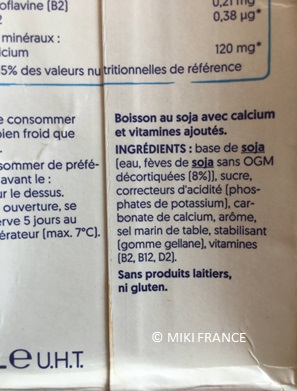 oflavine (B2) 0,21 mg*
0,38 µg*
minéraux :
lcium 120 mg*
5% des valeurs nutritionnelles de référence
e consommer
bien froid que
sommer de préfé-
avant le :
ur le dessus.
ouverture, se
erve 5 jours au
érateur (max. 7°C).
LE U.H.T.
Boisson au soja avec calcium
et vitamines ajoutés.
INGRÉDIENTS : base de soja
(eau, fèves de soja sans OGM
décortiquées (8%)), sucre,
correcteurs d'acidité (phos-
phates de potassium), car-
bonate de calcium, arôme,
sel marin de table, stabilisant
(gomme gellane), vitamines
(B2, B12, D2).
Sans produits laitiers,
ni gluten.
© MIKI FRANCE